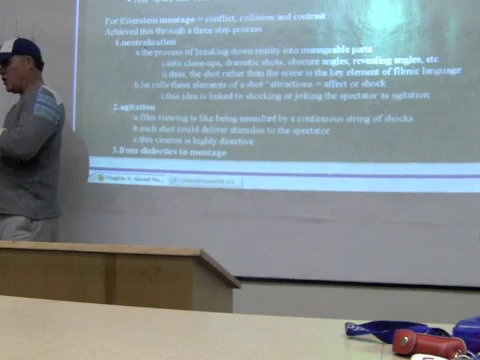 For Eisenstein montage = conflict, collision and contrast
Achieved this through a three step process
1.neutralization
a.the process of breaking down reality into manageable parts
i.into close-ups, dramatic shots, obscure angles, revealing angles, etc
ii.thus, the shot rather than the scene is the key element of filmic language
b.he calls these elements of a shot "attractions = affect or shock
i.this idea is linked to shocking or jolting the spectator as agitation
2.agitation
a.film viewing is like being assaulted by a continuous string of shocks
b.each shot could deliver stimulus to the spectator
c.this cinema is highly directive
3.from dialectics to montage
Chapter 5: Soviet